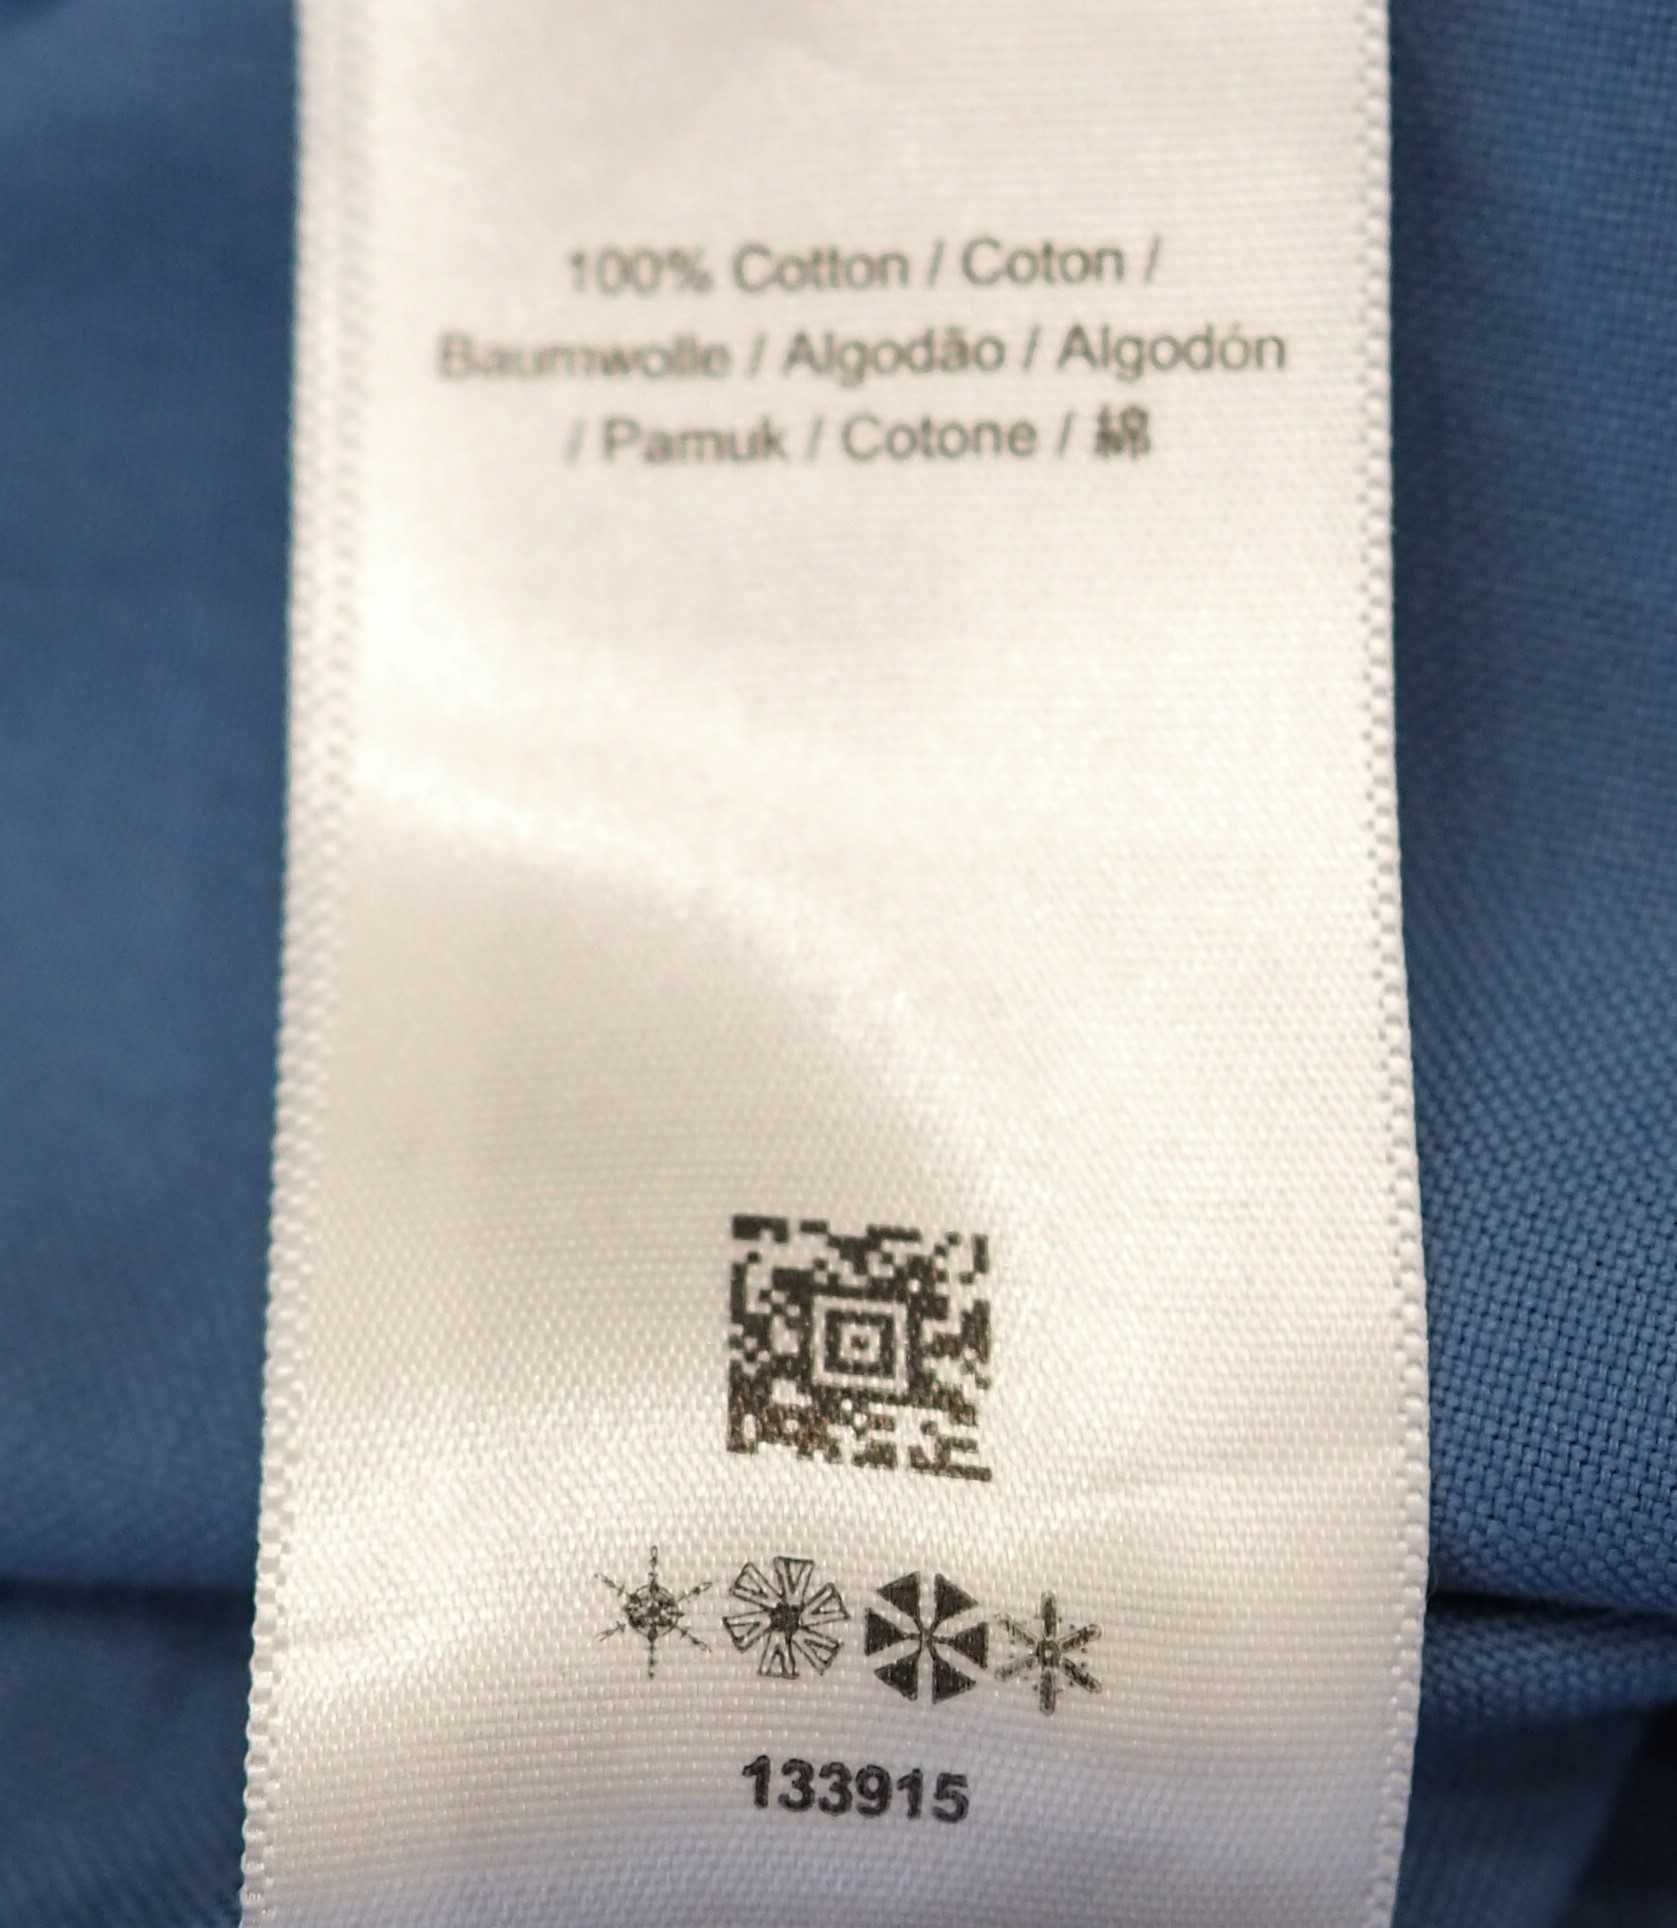 100% Cotton / Coton /
Baumwolle / Algodão / Algodón
/ Pamuk / Cotone / 綿
133915